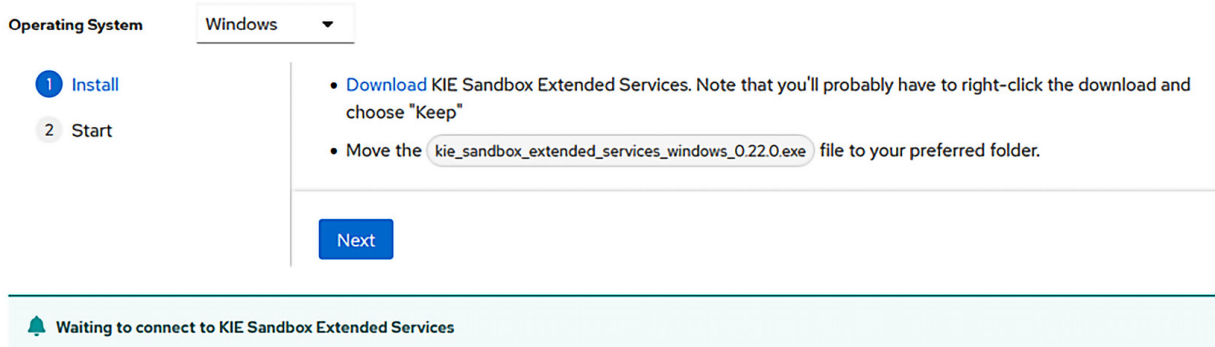 Operating System Windows
1 Install
2 Start
• Download KIE Sandbox Extended Services. Note that you'll probably have to right-click the download and
choose "Keep"
• Move the kie_sandbox_extended_services_windows_0.22.0.exe file to your preferred folder.
Next
Waiting to connect to KIE Sandbox Extended Services